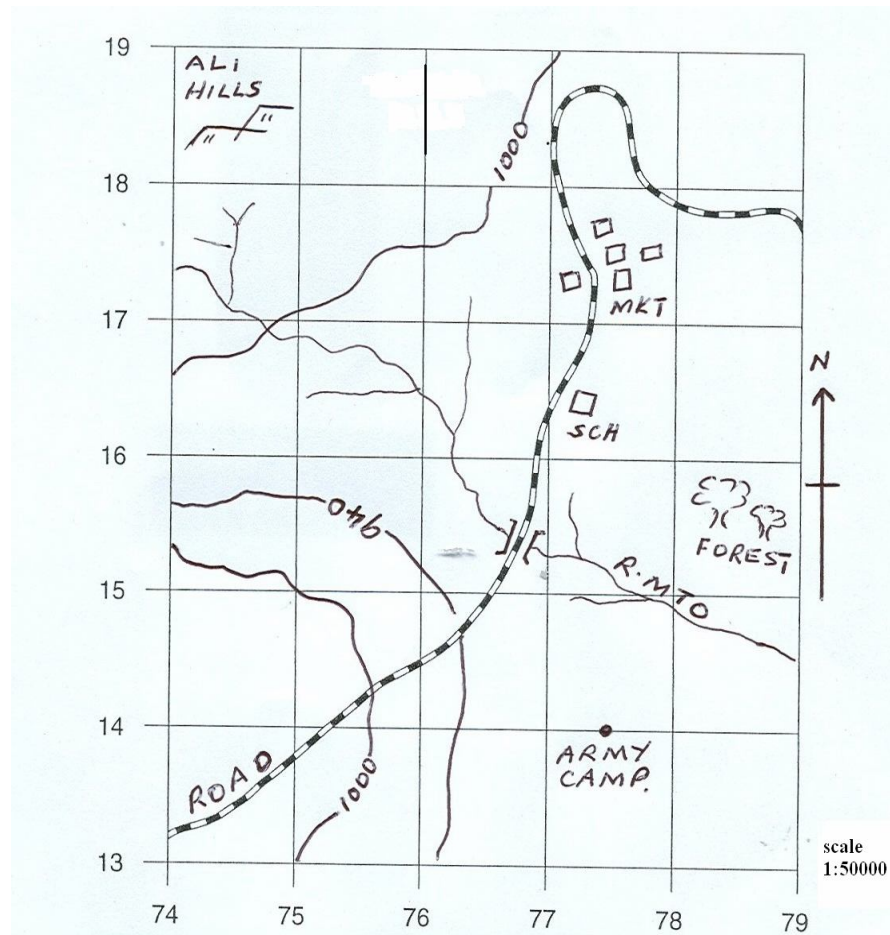 19
ALi
HILLS
1000
18
MKT
17
N
SCH
16
940
FOREST
R. MTO
15
14
ROAD
ARMY
CAMP.
1000
13
scale
1:50000
74 75 76 77 78 79